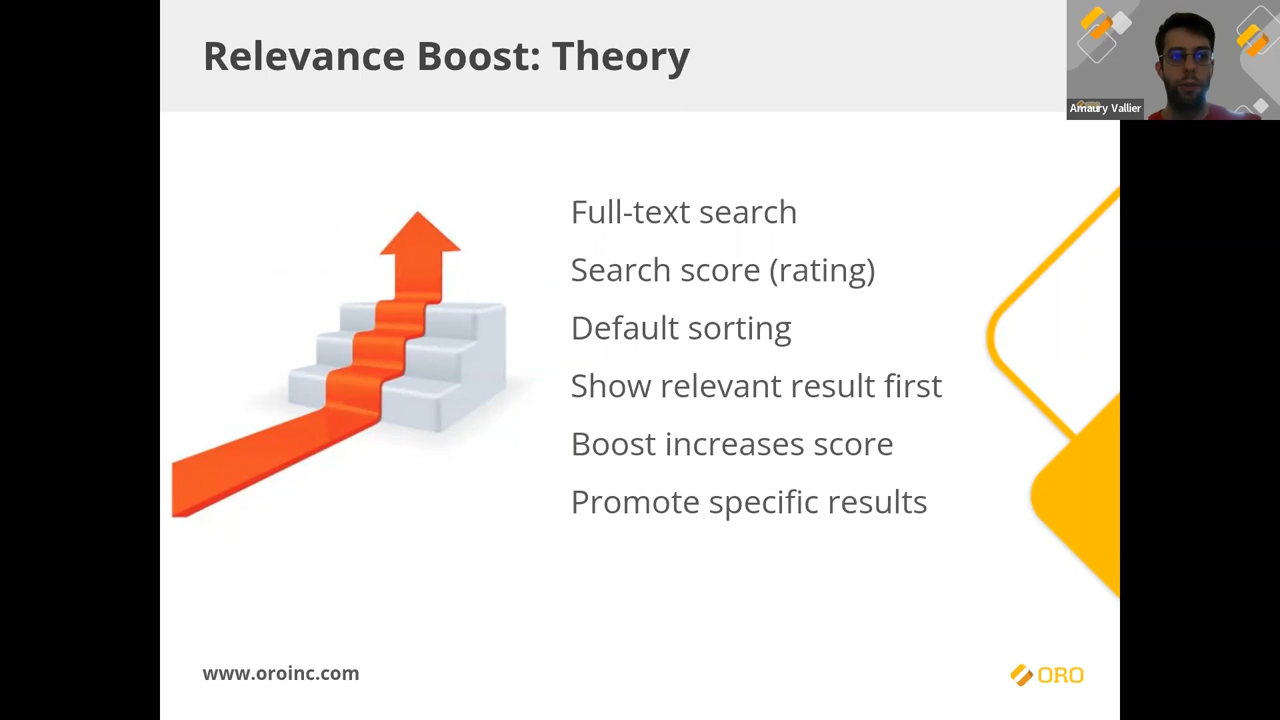 Relevance Boost: Theory
Amaury Vallier
Full-text search
Search score (rating)
Default sorting
Show relevant result first
Boost increases score
Promote specific results
www.oroinc.com
ORO